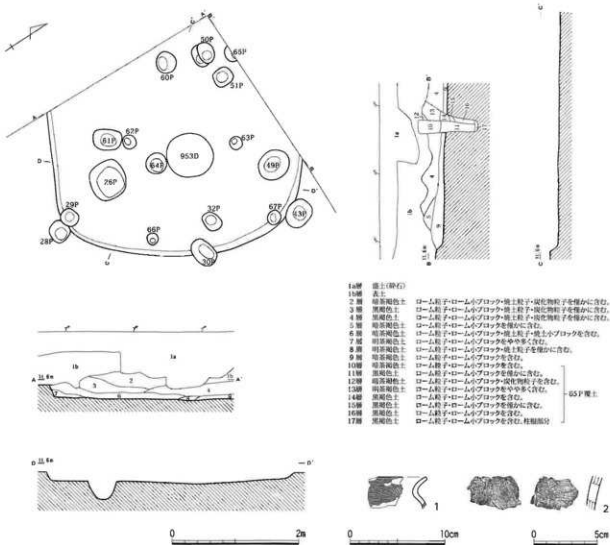 A'
C'
50P
65P
60P
51P
A
61P
62P
63P
D
64P
953D
49P
B
26P
D'
29P
32P
67P
43P
28P
66P
30P
C
B'
C'
1a
1b
4
B 11.6m
C 11.6m
1a層 盛土(砕石)
1b層 表土
2 層 暗茶褐色土 ローム粒子・ローム小ブロック・焼土粒子・炭化物粒子を僅かに含む。
3 層 黒褐色土 ローム粒子・ローム小ブロック・焼土粒子・炭化物粒子を僅かに含む。
4 層 黒褐色土 ローム粒子・ローム小ブロック・焼土粒子・炭化物粒子を僅かに含む。
5 層 暗茶褐色土 ローム粒子・ローム小ブロックを僅かに含む。
6 層 暗茶褐色土 ローム粒子・ローム小ブロック・焼土粒子・焼土小ブロックを含む。
7 層 明茶褐色土 ローム粒子・ローム小ブロックをやや多く含む。
8 層 暗茶褐色土 ローム粒子・ローム小ブロック・焼土粒子を僅かに含む。
9 層 暗茶褐色土 ローム粒子・ローム小ブロックを含む。
10層 暗茶褐色土 ローム粒子・ローム小ブロックを含む。
11層 黒褐色土 ローム粒子・ローム小ブロックを僅かに含む。
12層 暗茶褐色土 ローム粒子・ローム小ブロック・炭化物粒子を含む。
13層 明茶褐色土 ローム粒子・ローム小ブロックをやや多く含む。
14層 黒褐色土 ローム粒子・ローム小ブロックを含む。
15層 黒褐色土 ローム粒子・ローム小ブロックを僅かに含む。
16層 黒褐色土 ローム粒子・ローム小ブロックを含む。
17層 黒褐色土 ローム粒子・ローム小ブロックを含む。柱痕部分
65P覆土
1b
1a
A 11.6m
3
2
A'
D 11.6m
D'
0 2m
1
2
0 10cm
0 5cm